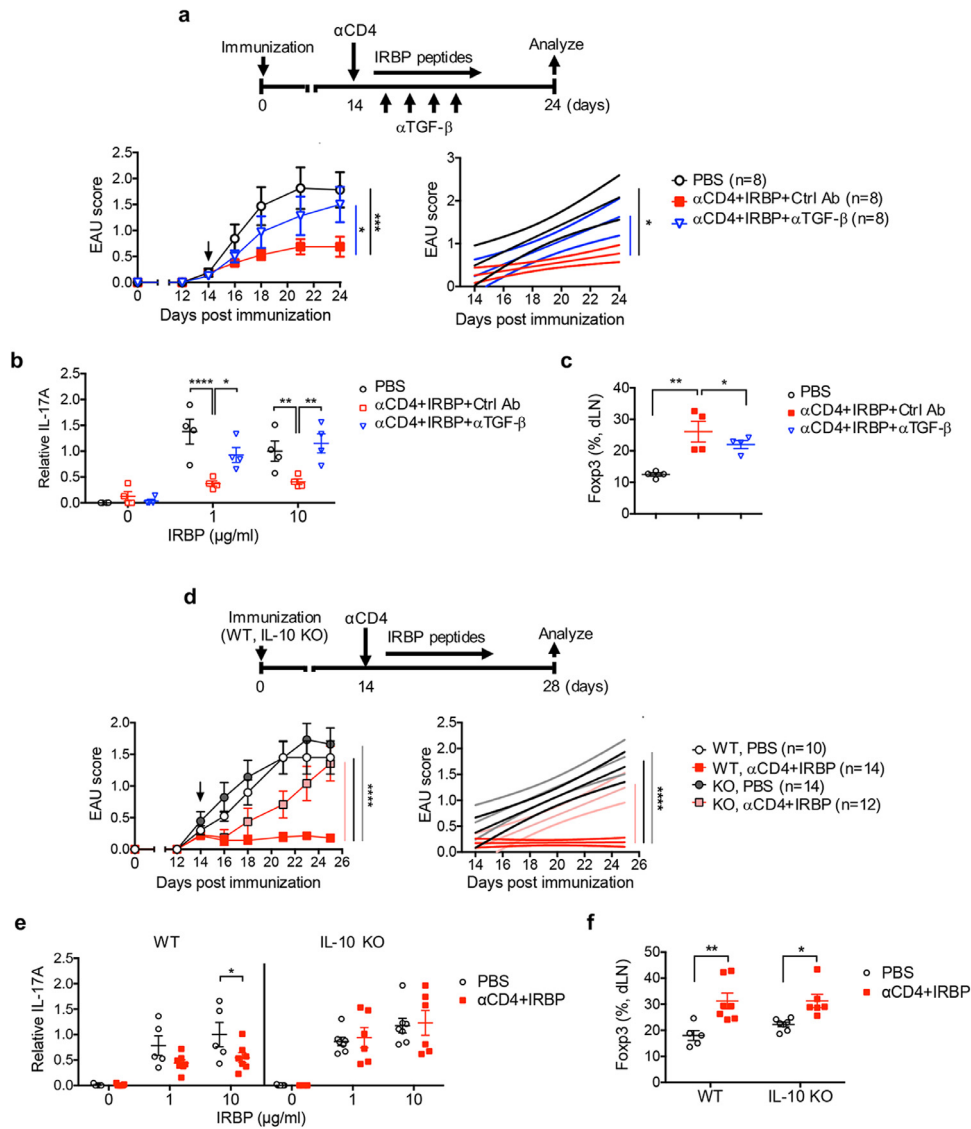 a
αCD4
Immunization
IRBP peptides
Analyze
0
14
24 (days)
αTGF-β
EAU score
2.5
2.0
1.5
1.0
0.5
0.0
0 12 14 16 18 20 22 24
Days post immunization
*
***
EAU score
3
2
1
0
14 16 18 20 22 24
Days post immunization
*
PBS (n=8)
αCD4+IRBP+Ctrl Ab (n=8)
αCD4+IRBP+αTGF-β (n=8)
b
Relative IL-17A
2.5
2.0
1.5
1.0
0.5
0.0
**** *
** **
0 1 10
IRBP (μg/ml)
PBS
αCD4+IRBP+Ctrl Ab
αCD4+IRBP+αTGF-β
c
Foxp3 (%, dLN)
40
30
20
10
0
** *
PBS
αCD4+IRBP+Ctrl Ab
αCD4+IRBP+αTGF-β
d
Immunization
(WT, IL-10 KO)
αCD4
IRBP peptides
Analyze
0
14
28 (days)
EAU score
2.0
1.5
1.0
0.5
0.0
0 12 14 16 18 20 22 24 26
Days post immunization
****
EAU score
2.5
2.0
1.5
1.0
0.5
0.0
14 16 18 20 22 24 26
Days post immunization
****
WT, PBS (n=10)
WT, αCD4+IRBP (n=14)
KO, PBS (n=14)
KO, αCD4+IRBP (n=12)
e
WT
IL-10 KO
Relative IL-17A
2.5
2.0
1.5
1.0
0.5
0.0
*
0 1 10 0 1 10
IRBP (μg/ml)
PBS
αCD4+IRBP
f
Foxp3 (%, dLN)
50
40
30
20
10
0
** *
WT IL-10 KO
PBS
αCD4+IRBP